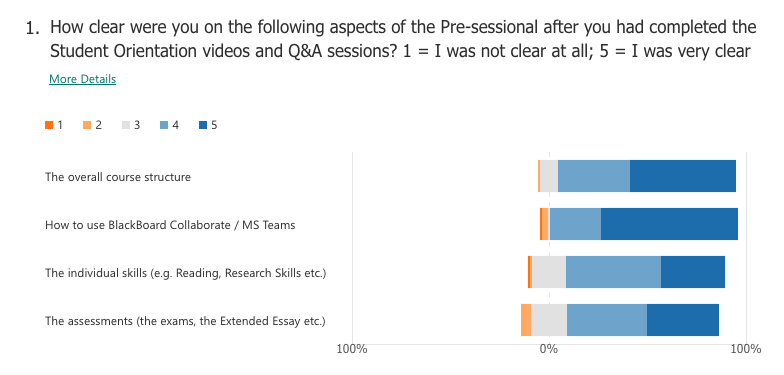 1. How clear were you on the following aspects of the Pre-sessional after you had completed the
Student Orientation videos and Q&A sessions? 1 = I was not clear at all; 5 = I was very clear
More Details
1 2 3 4 5
The overall course structure
How to use BlackBoard Collaborate / MS Teams
The individual skills (e.g. Reading, Research Skills etc.)
The assessments (the exams, the Extended Essay etc.)
100% 0% 100%